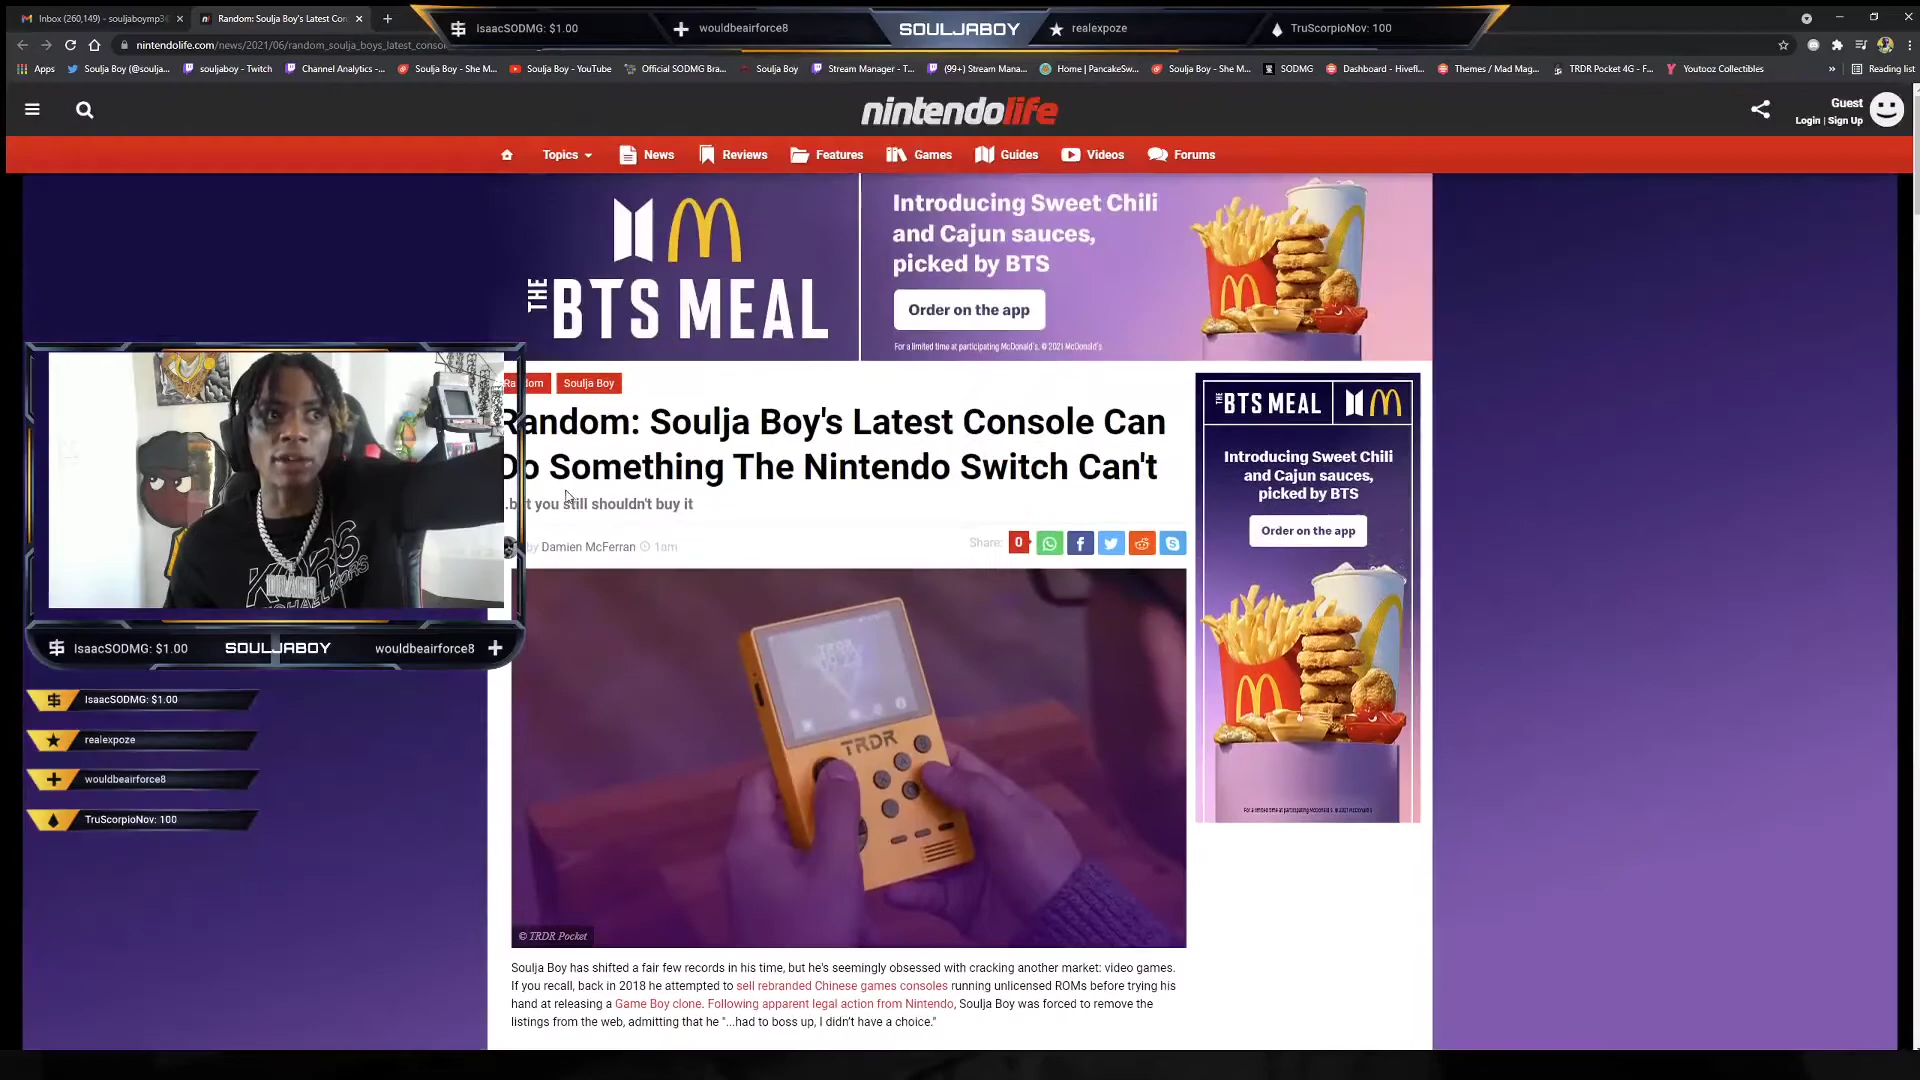 Inbox (260,149) - souljaboymp3
Random: Soulja Boy's Latest Con
IsaacSODMG: $1.00
wouldbeairforce8
SOULJABOY
realexpoze
TruScorpioNov: 100
nintendolife.com/news/2021/06/random_soulja_boys_latest_conso
Apps
Soulja Boy (@soulja...
souljaboy - Twitch
Channel Analytics -...
Soulja Boy - She M...
Soulja Boy - YouTube
Official SODMG Bra...
Soulja Boy
Stream Manager - T...
(99+) Stream Mana...
Home | PancakeSw...
Soulja Boy - She M...
SODMG
Dashboard - Hivefl...
Themes / Mad Mag...
TRDR Pocket 4G - F...
Youtooz Collectibles
»
Reading list
nintendolife
Guest
Login | Sign Up
Topics
News
Reviews
Features
Games
Guides
Videos
Forums
THE BTS MEAL
Introducing Sweet Chili
and Cajun sauces,
picked by BTS
Order on the app
For a limited time at participating McDonald's. © 2021 McDonald's
Random
Soulja Boy
Random: Soulja Boy's Latest Console Can
Do Something The Nintendo Switch Can't
..but you still shouldn't buy it
by Damien McFerran 1am
Share: 0
THE BTS MEAL
Introducing Sweet Chili
and Cajun sauces,
picked by BTS
Order on the app
MICHAEL KORS
IsaacSODMG: $1.00
SOULJABOY
wouldbeairforce8
IsaacSODMG: $1.00
realexpoze
wouldbeairforce8
TruScorpioNov: 100
TRDR
© TRDR Pocket
Soulja Boy has shifted a fair few records in his time, but he's seemingly obsessed with cracking another market: video games.
If you recall, back in 2018 he attempted to sell rebranded Chinese games consoles running unlicensed ROMs before trying his
hand at releasing a Game Boy clone. Following apparent legal action from Nintendo, Soulja Boy was forced to remove the
listings from the web, admitting that he "...had to boss up, I didn't have a choice."